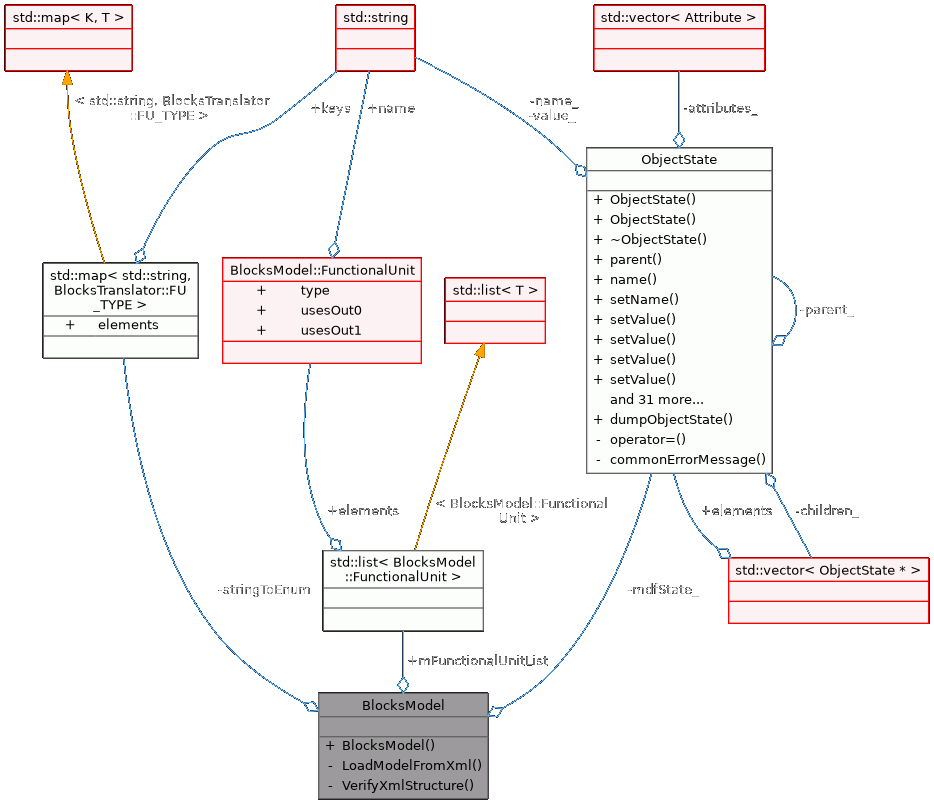 std::map< K, T >
std::string
std::vector< Attribute >
< std::string, BlocksTranslator
::FU_TYPE >
+keys
+name
-name_
-value_
-attributes_
ObjectState
+ ObjectState()
+ ObjectState()
+ ~ObjectState()
+ parent()
+ name()
+ setName()
+ setValue()
+ setValue()
+ setValue()
+ setValue()
and 31 more...
+ dumpObjectState()
- operator=()
- commonErrorMessage()
-parent_
std::map< std::string,
BlocksTranslator::FU
_TYPE >
+ elements
BlocksModel::FunctionalUnit
+ type
+ usesOut0
+ usesOut1
std::list< T >
+elements
< BlocksModel::Functional
Unit >
+elements
-children_
std::list< BlocksModel
::FunctionalUnit >
std::vector< ObjectState * >
-stringToEnum
-mdfState_
+mFunctionalUnitList
BlocksModel
+ BlocksModel()
- LoadModelFromXml()
- VerifyXmlStructure()